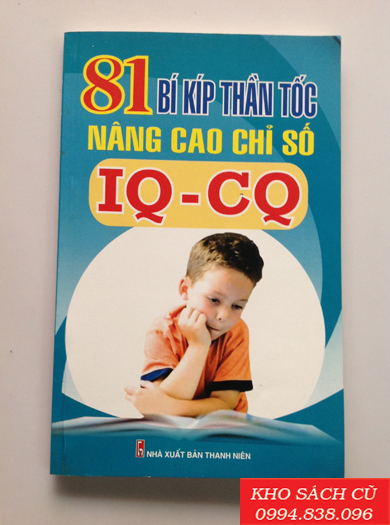 81 BÍ KÍP THẦN TỐC
NÂNG CAO CHỈ SỐ
IQ - CQ
NHÀ XUẤT BẢN THANH NIÊN
KHO SÁCH CŨ
0994.838.096